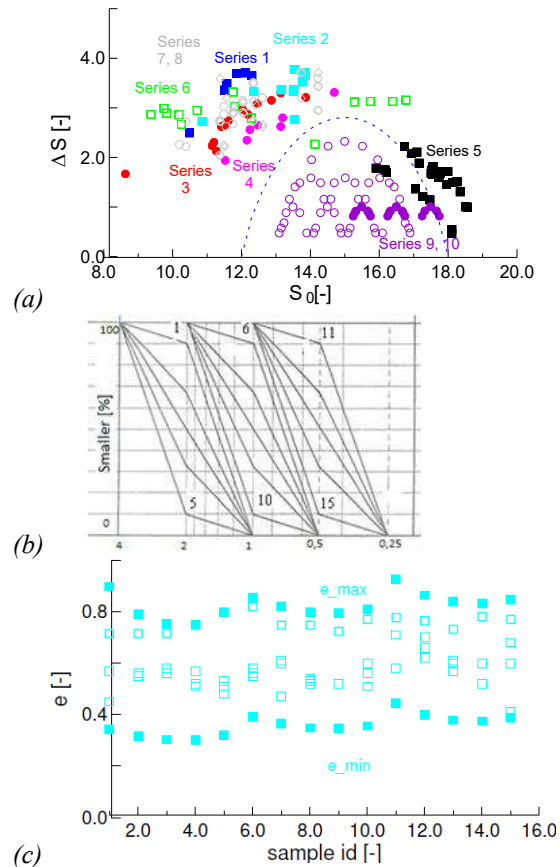 Series 7, 8
Series 1
Series 2
Series 6
Series 3
Series 4
Series 5
Series 9, 10
4.0
2.0
0.0
ΔS [-]
8.0 10.0 12.0 14.0 16.0 18.0 20.0
S0[-]
(a)
100 1 6 11
Smaller [%]
5 10 15
0
4 2 1 0,5 0,25
(b)
e_max
0.8
0.4
0.0
e [-]
e_min
2.0 4.0 6.0 8.0 10.0 12.0 14.0 16.0
sample id [-]
(c)